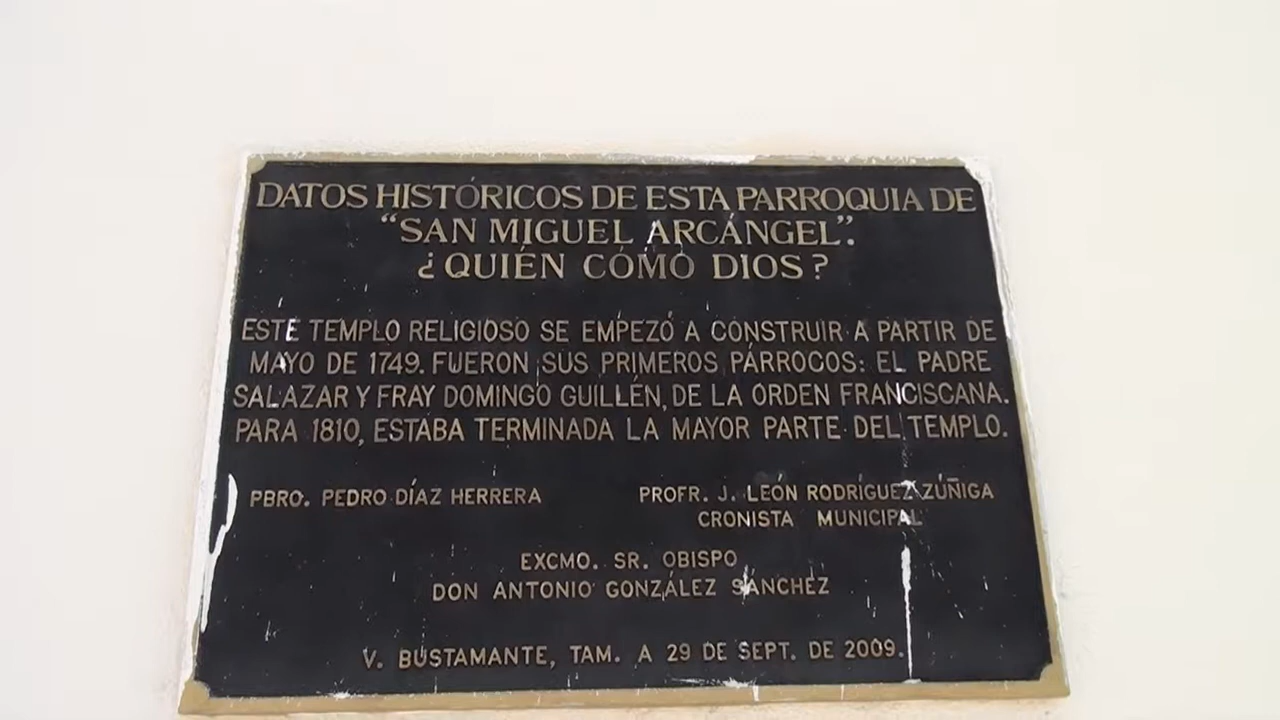 DATOS HISTÓRICOS DE ESTA PARROQUIA DE
“SAN MIGUEL ARCÁNGEL”.
¿QUIÉN CÓMO DIOS?
ESTE TEMPLO RELIGIOSO SE EMPEZÓ A CONSTRUIR A PARTIR DE
MAYO DE 1749. FUERON SUS PRIMEROS PÁRROCOS: EL PADRE
SALAZAR Y FRAY DOMINGO GUILLÉN, DE LA ORDEN FRANCISCANA.
PARA 1810, ESTABA TERMINADA LA MAYOR PARTE DEL TEMPLO.
PBRO. PEDRO DÍAZ HERRERA
PROFR. J. LEÓN RODRÍGUEZ ZÚÑIGA
CRONISTA MUNICIPAL
EXCMO. SR. OBISPO
DON ANTONIO GONZÁLEZ SÁNCHEZ
V. BUSTAMANTE, TAM. A 29 DE SEPT. DE 2009.